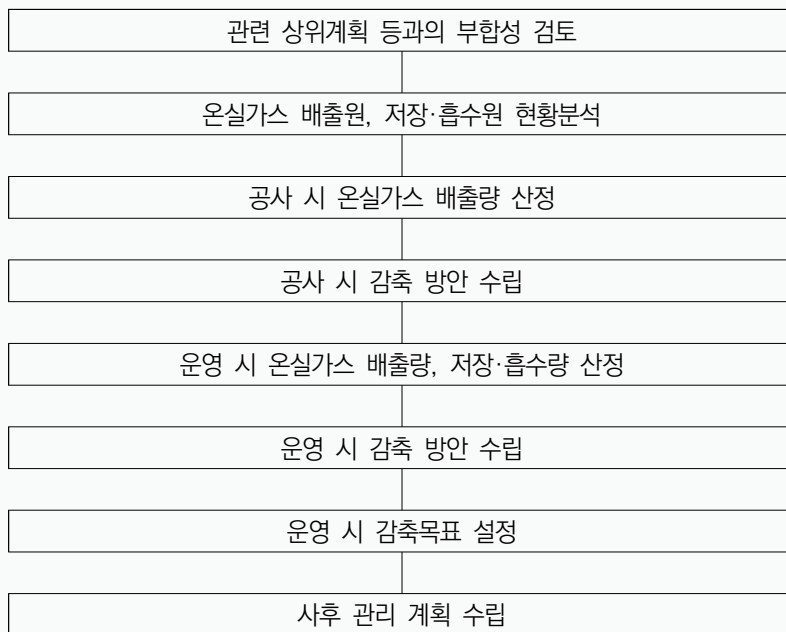 관련 상위계획 등과의 부합성 검토
온실가스 배출원, 저장·흡수원 현황분석
공사 시 온실가스 배출량 산정
공사 시 감축 방안 수립
운영 시 온실가스 배출량, 저장·흡수량 산정
운영 시 감축 방안 수립
운영 시 감축목표 설정
사후 관리 계획 수립